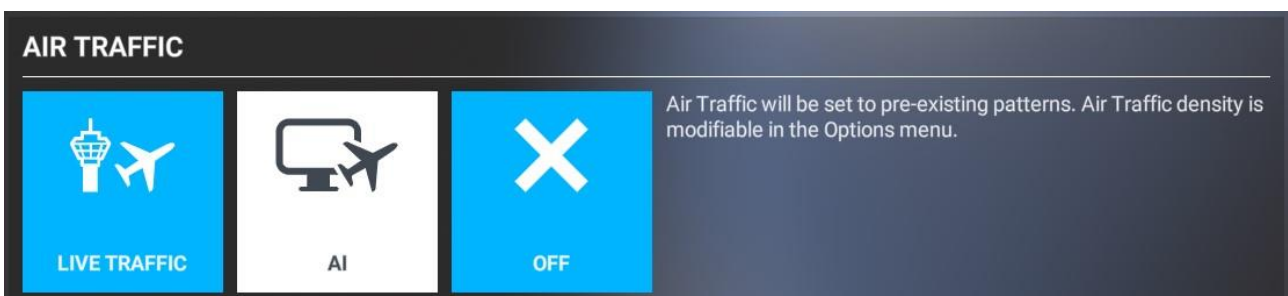 AIR TRAFFIC
Air Traffic will be set to pre-existing patterns. Air Traffic density is
modifiable in the Options menu.
LIVE TRAFFIC
AI
OFF